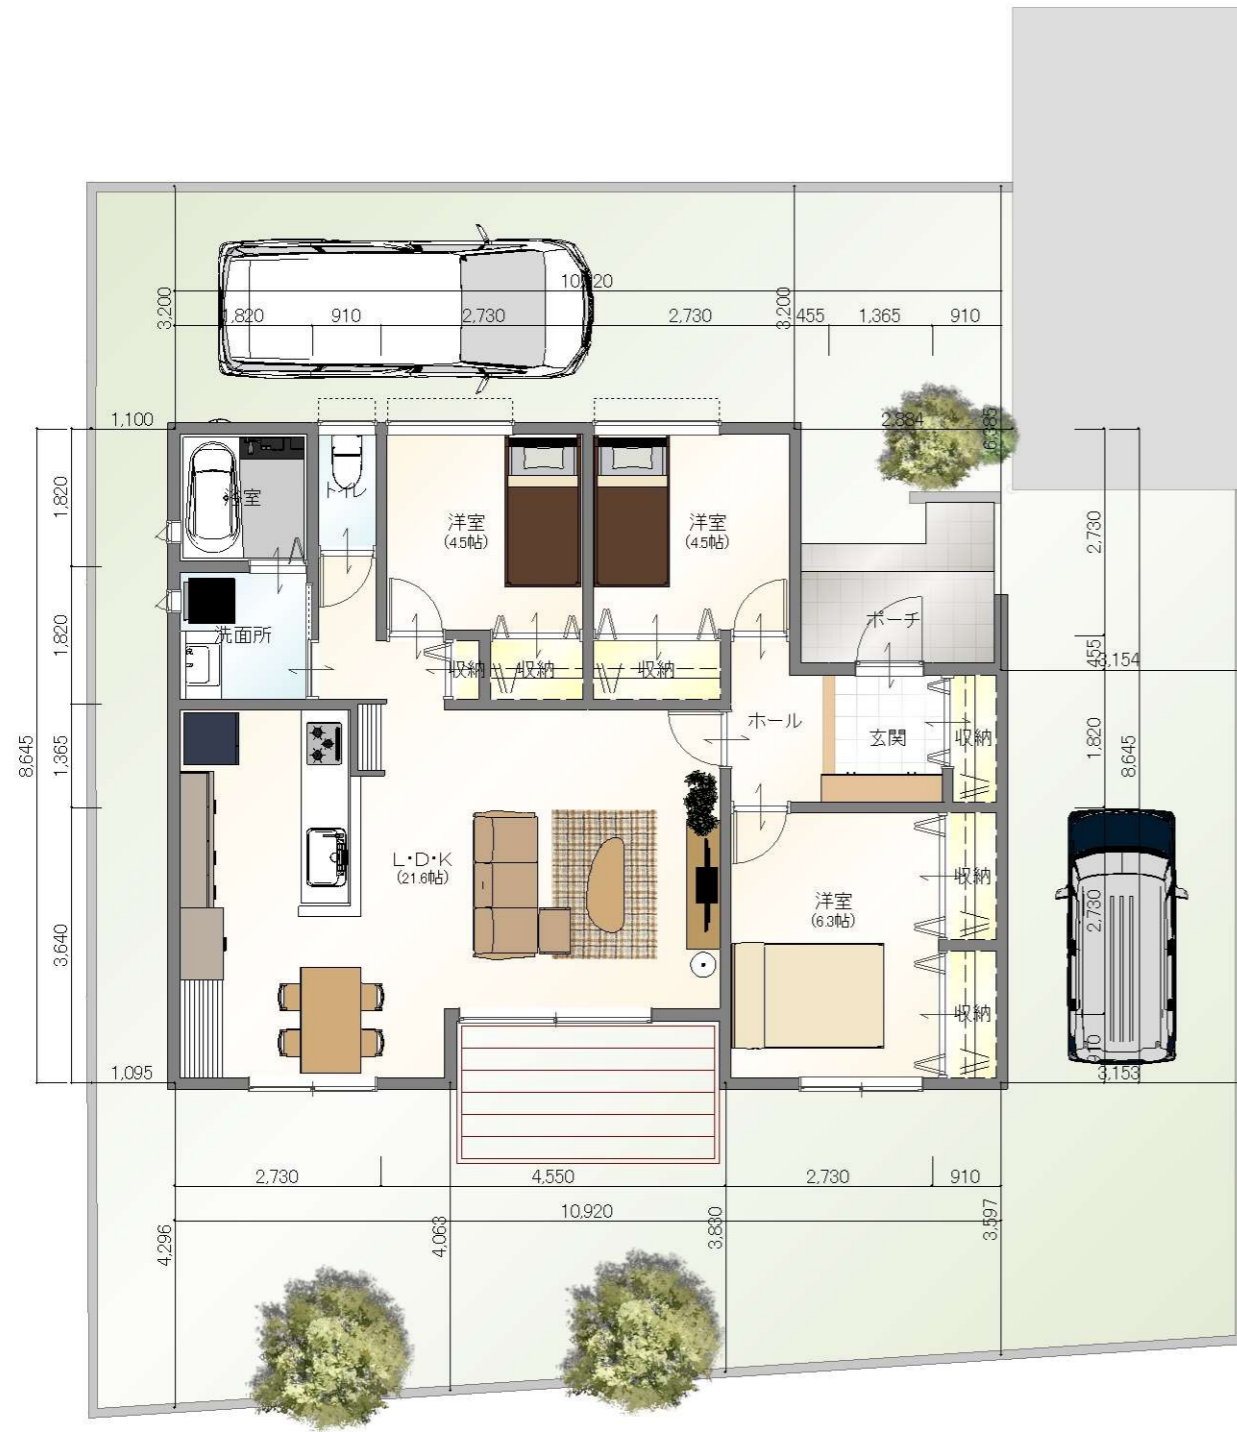 10,920
3,200
1,820
910
2,730
2,730
3,200
455
1,365
910
1,100
2,884
6,385
浴室
トイレ
洋室
(4.5帖)
洋室
(4.5帖)
1,820
2,730
ポーチ
洗面所
1,820
収納
収納
収納
455
3,154
ホール
玄関
収納
8,645
1,365
1,820
8,645
L・D・K
(21.6帖)
洋室
(6.3帖)
収納
2,730
3,640
収納
910
1,095
3,153
2,730
4,550
2,730
910
10,920
4,296
4,063
3,830
3,597